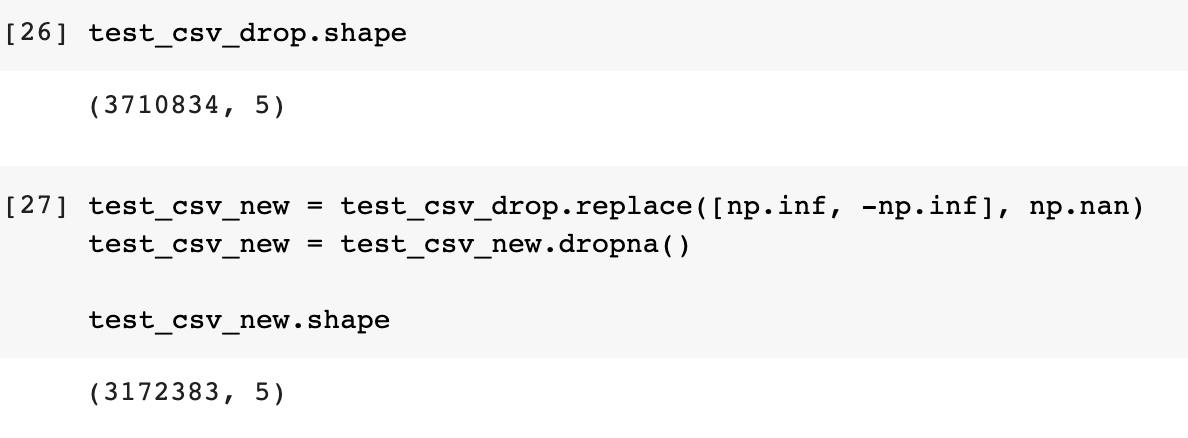 [26] test_csv_drop.shape
(3710834, 5)
[27] test_csv_new = test_csv_drop.replace([np.inf, -np.inf], np.nan)
test_csv_new = test_csv_new.dropna()
test_csv_new.shape
(3172383, 5)